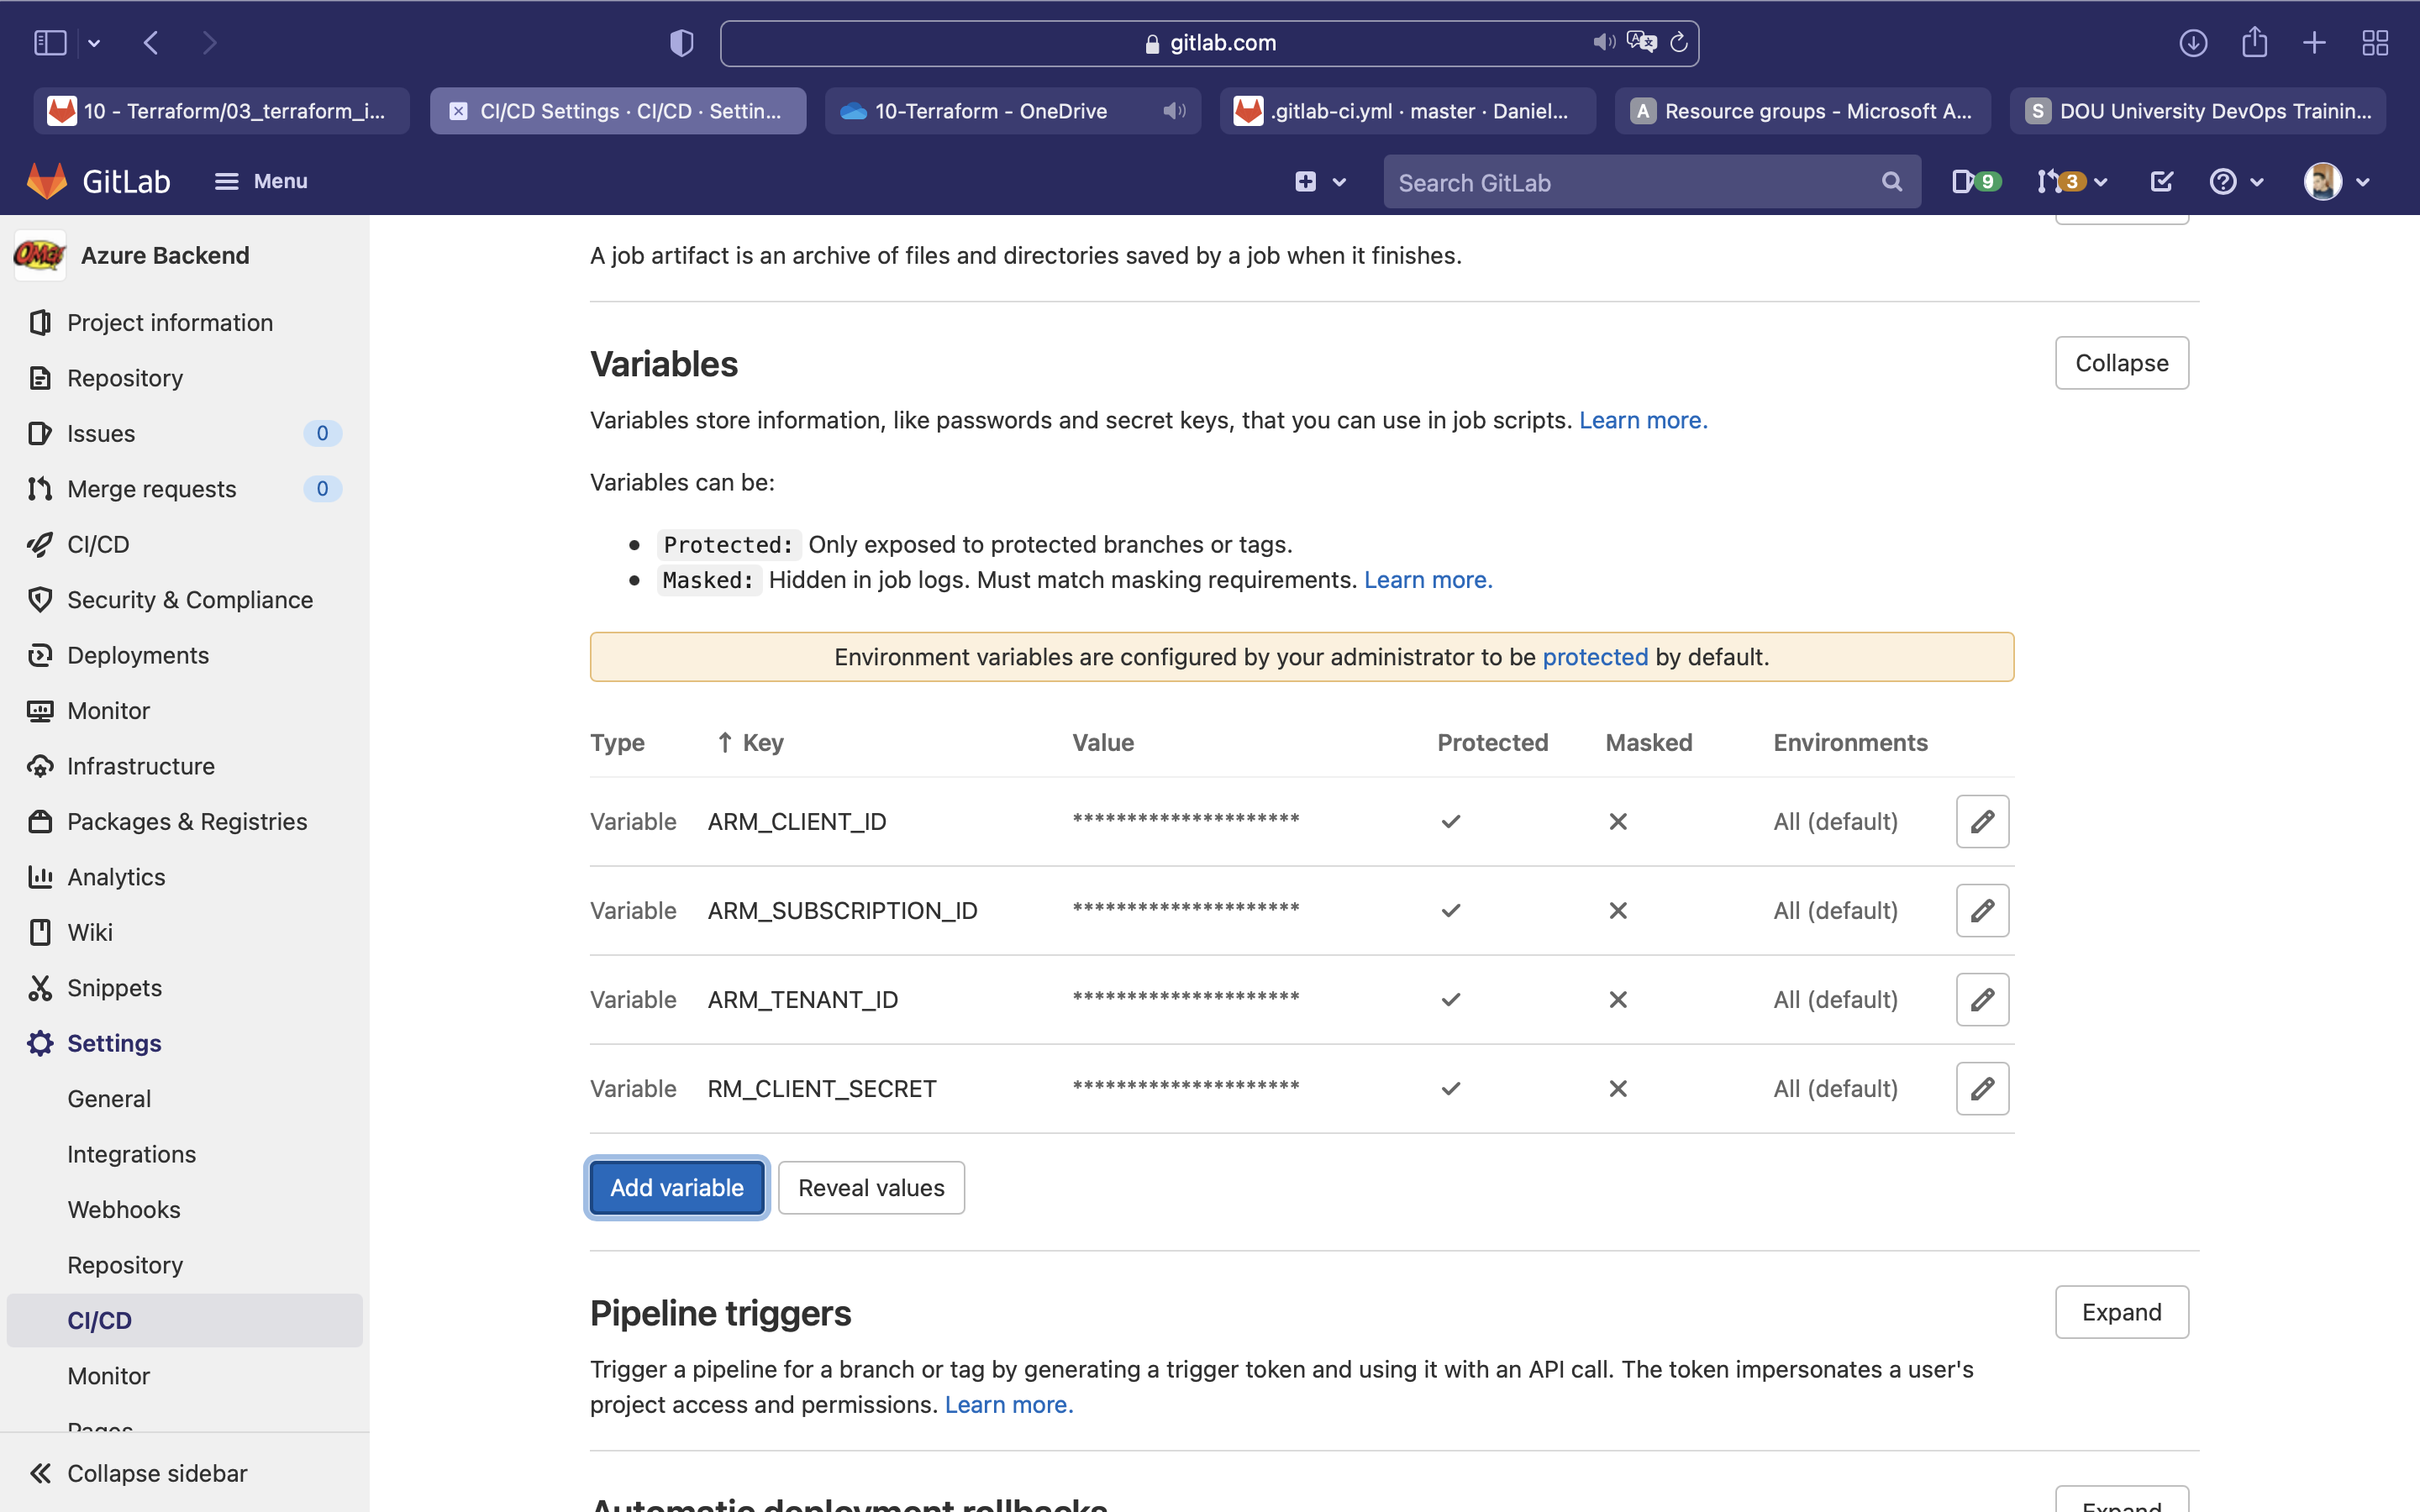 gitlab.com
10 - Terraform/03_terraform_i...
CI/CD Settings · CI/CD · Settin...
10-Terraform - OneDrive
.gitlab-ci.yml · master · Daniel...
A
Resource groups - Microsoft A...
S
DOU University DevOps Trainin...
GitLab
Menu
Search GitLab
9
3
Azure Backend
Project information
Repository
Issues 0
Merge requests 0
CI/CD
Security & Compliance
Deployments
Monitor
Infrastructure
Packages & Registries
Analytics
Wiki
Snippets
Settings
General
Integrations
Webhooks
Repository
CI/CD
Monitor
Pages
Collapse sidebar
A job artifact is an archive of files and directories saved by a job when it finishes.
Variables
Collapse
Variables store information, like passwords and secret keys, that you can use in job scripts. Learn more.
Variables can be:
Protected: Only exposed to protected branches or tags.
Masked: Hidden in job logs. Must match masking requirements. Learn more.
Environment variables are configured by your administrator to be protected by default.
Type ↑ Key Value Protected Masked Environments
Variable ARM_CLIENT_ID ********************* All (default)
Variable ARM_SUBSCRIPTION_ID ********************* All (default)
Variable ARM_TENANT_ID ********************* All (default)
Variable RM_CLIENT_SECRET ********************* All (default)
Add variable Reveal values
Pipeline triggers
Expand
Trigger a pipeline for a branch or tag by generating a trigger token and using it with an API call. The token impersonates a user's
project access and permissions. Learn more.
Automatic deployment rollbacks
Expand